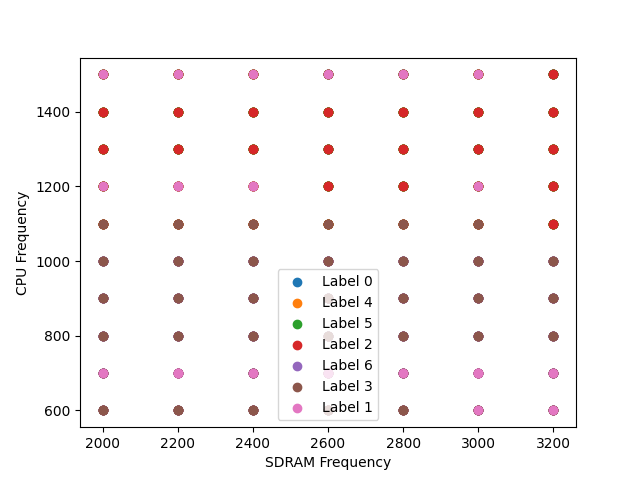 1400
1200
1000
800
600
CPU Frequency
Label 0
Label 4
Label 5
Label 2
Label 6
Label 3
Label 1
2000 2200 2400 2600 2800 3000 3200
SDRAM Frequency